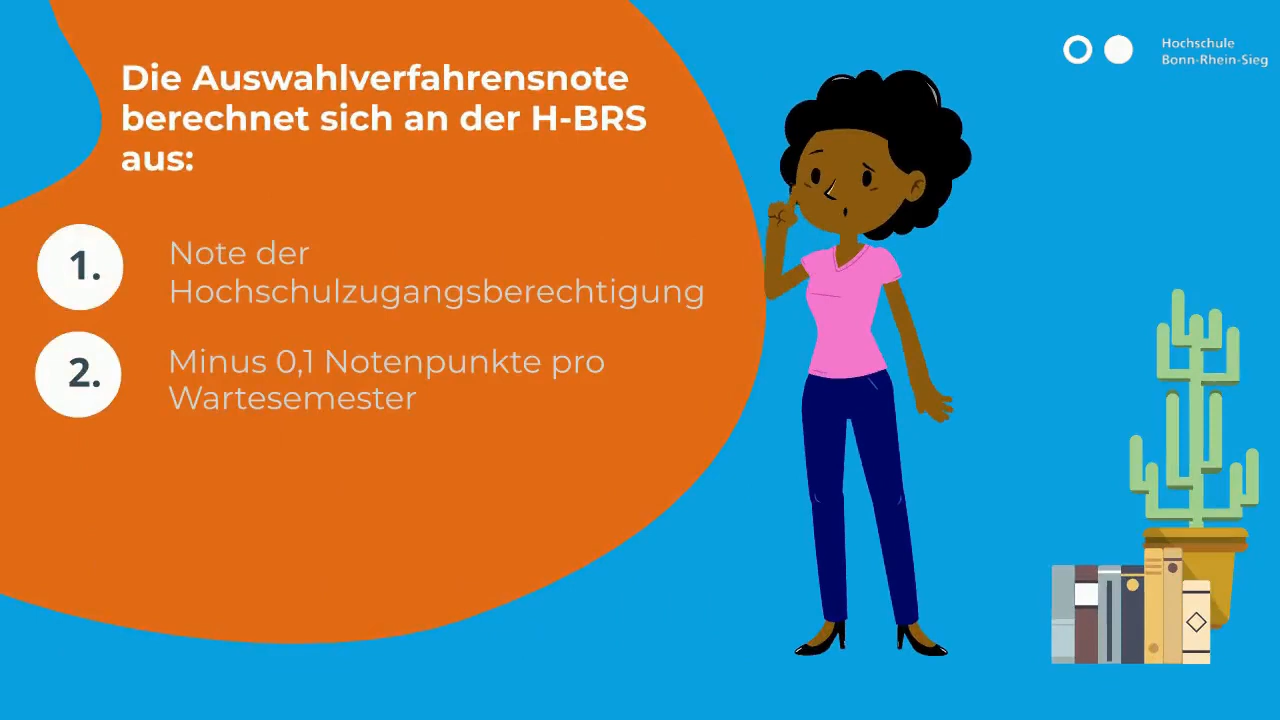 Die Auswahlverfahrensnote
berechnet sich an der H-BRS
aus:
1.
Note der
Hochschulzugangsberechtigung
2.
Minus 0,1 Notenpunkte pro
Wartesemester
Hochschule
Bonn-Rhein-Sieg